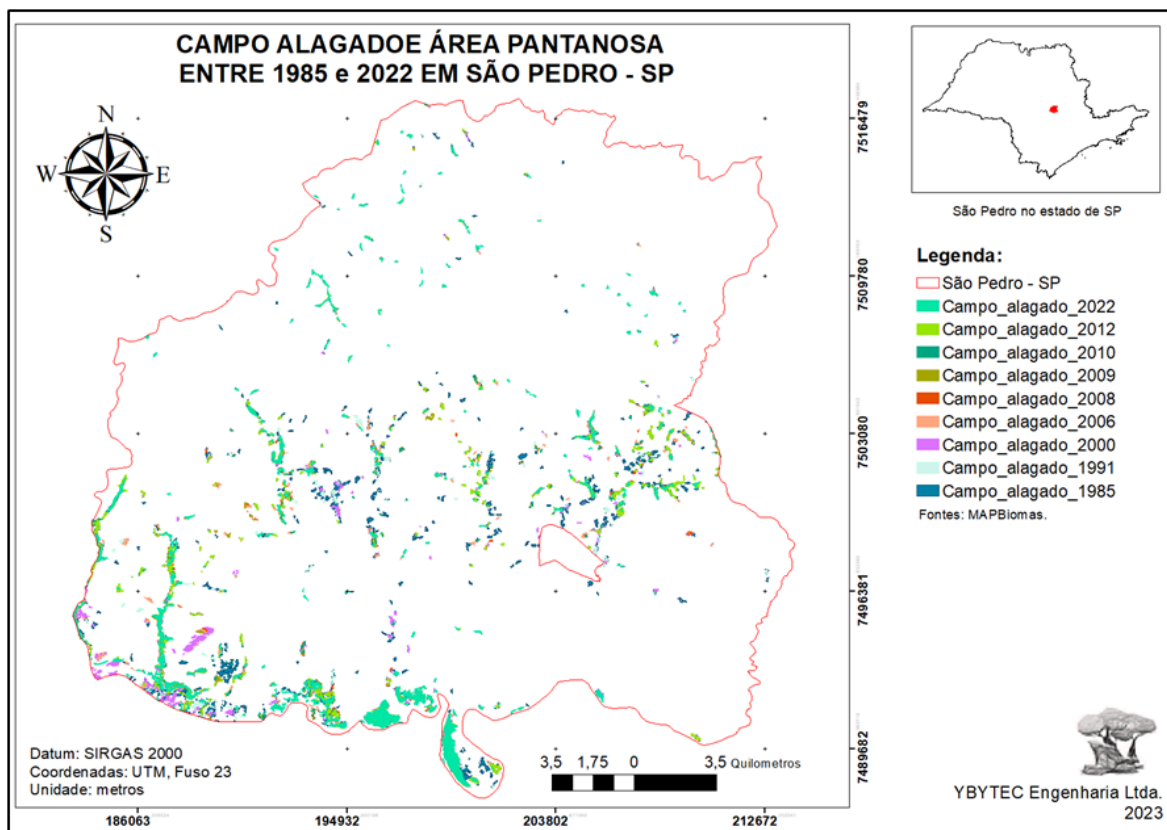 CAMPO ALAGADOE ÁREA PANTANOSA
ENTRE 1985 e 2022 EM SÃO PEDRO - SP
N
W
E
S
7516479
7509780
7503080
7496381
7489682
186063
194932
203802
212672
Datum: SIRGAS 2000
Coordenadas: UTM, Fuso 23
Unidade: metros
3,5 1,75 0 3,5 Quilometros
São Pedro no estado de SP
Legenda:
São Pedro - SP
Campo_alagado_2022
Campo_alagado_2012
Campo_alagado_2010
Campo_alagado_2009
Campo_alagado_2008
Campo_alagado_2006
Campo_alagado_2000
Campo_alagado_1991
Campo_alagado_1985
Fontes: MAPBiomas.
YBYTEC Engenharia Ltda.
2023